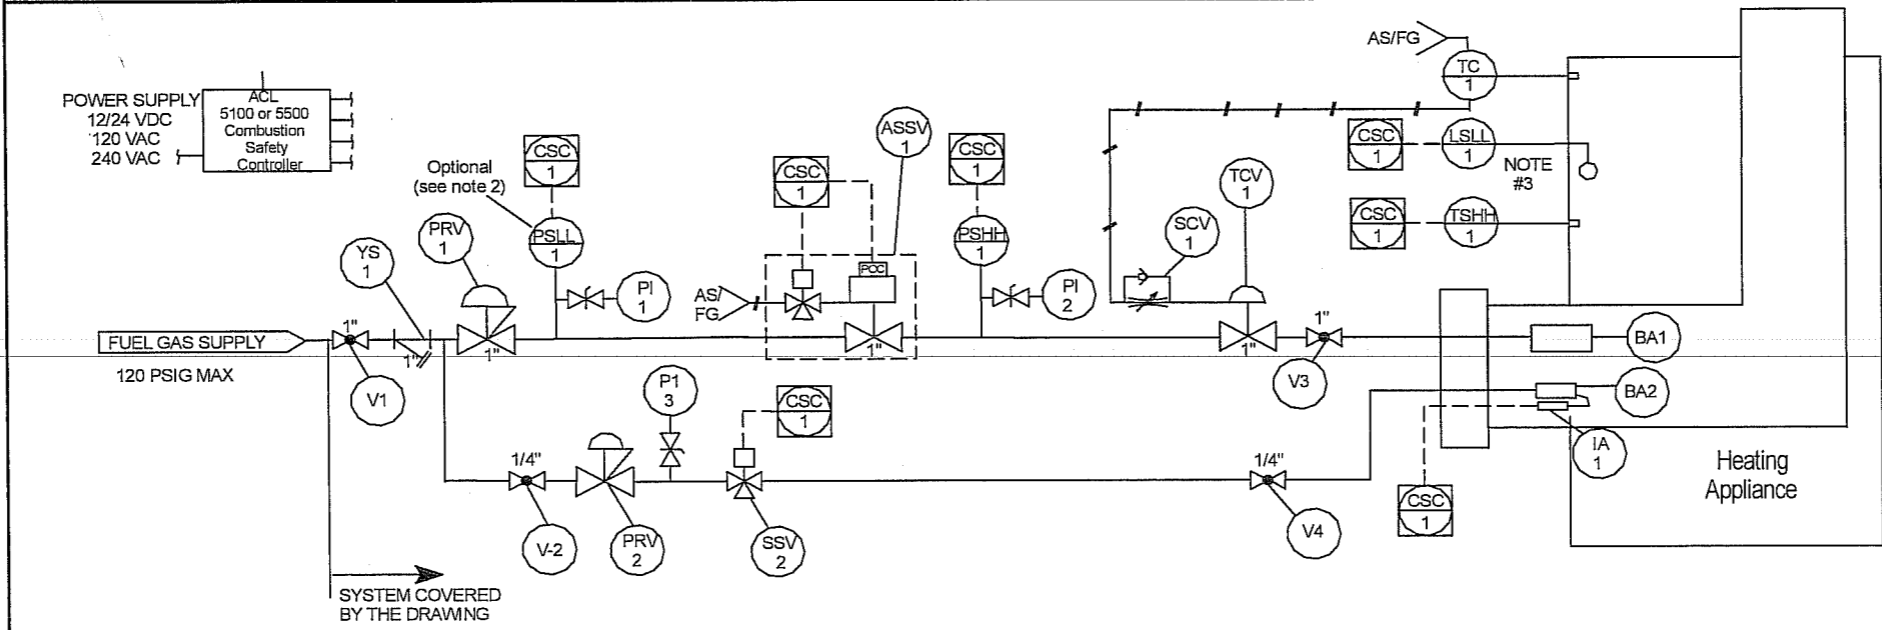 POWER SUPPLY
12/24 VDC
120 VAC
240 VAC
ACL
5100 or 5500
Combustion
Safety
Controller
Optional
(see note 2)
CSC
1
PSLL
1
PRV
1
YS
1
PI
1
FUEL GAS SUPPLY
120 PSIG MAX
1"
V1
1"
1"
CSC
1
ASSV
1
POC
AS/
FG
1"
CSC
1
PSHH
1
PI
2
AS/FG
TC
1
CSC
1
LSLL
1
NOTE
#3
CSC
1
TSHH
1
SCV
1
TCV
1
1"
1"
V3
BA1
BA2
IA
1
CSC
1
Heating
Appliance
1/4"
V-2
PRV
2
P1
3
CSC
1
SSV
2
1/4"
V4
SYSTEM COVERED
BY THE DRAWING